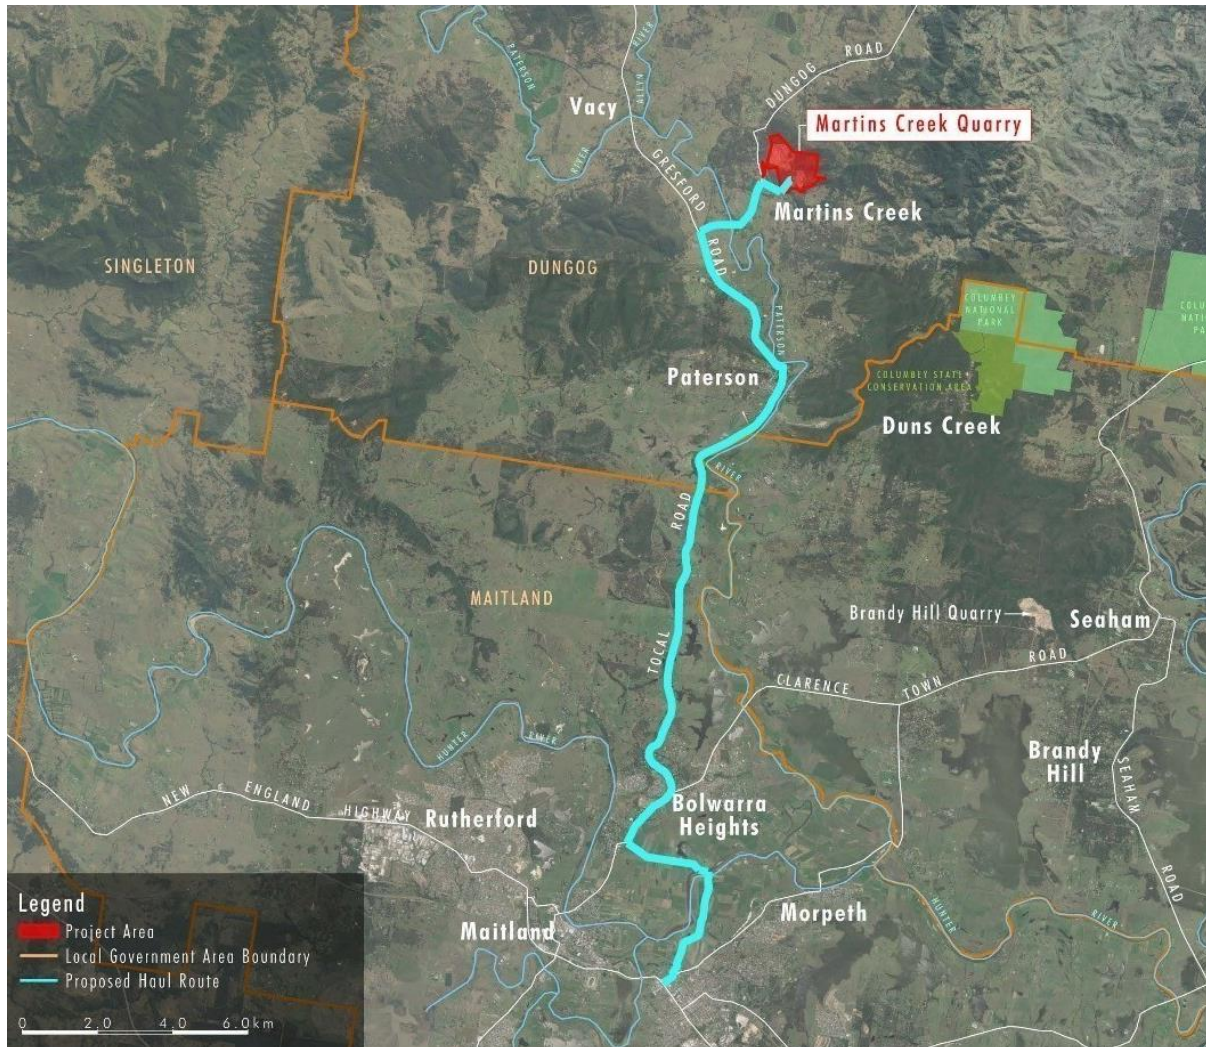 PATERSON
RIVER
ALLYN
RIVER
Vacy
DUNGOG ROAD
Martins Creek Quarry
GRESFORD ROAD
Martins Creek
SINGLETON
DUNGOG
PATERSON
COLUMBEY
NATIONAL
PARK
Paterson
COLUMBEY STATE
CONSERVATION AREA
Duns Creek
RIVER
TOCAL ROAD
MAITLAND
Brandy Hill Quarry
Seaham
CLARENCE TOWN ROAD
HUNTER RIVER
Brandy
Hill
SEAHAM ROAD
NEW ENGLAND HIGHWAY
Rutherford
Bolwarra
Heights
Maitland
Morpeth
HUNTER RIVER
Legend
Project Area
Local Government Area Boundary
Proposed Haul Route
0 2.0 4.0 6.0km